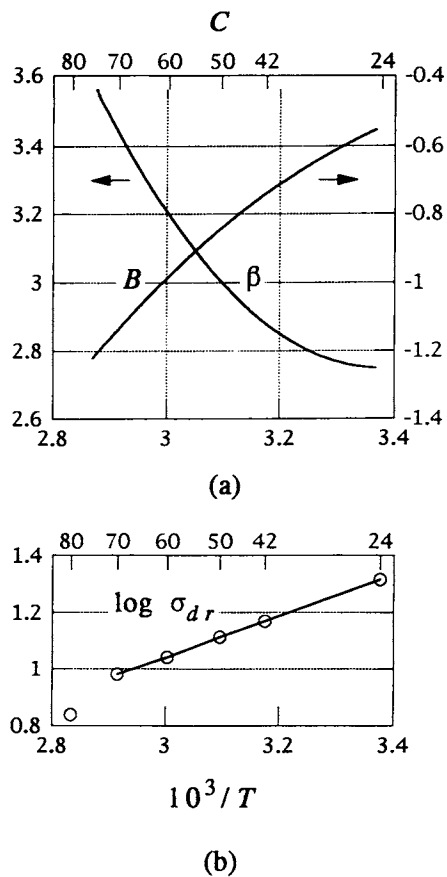 C
80 70 60 50 42 24
3.6 -0.4
3.4 -0.6
3.2 -0.8
3 B β -1
2.8 -1.2
2.6 -1.4
2.8 3 3.2 3.4
(a)
80 70 60 50 42 24
1.4
1.2 log σdr
1
0.8
2.8 3 3.2 3.4
10³/T
(b)